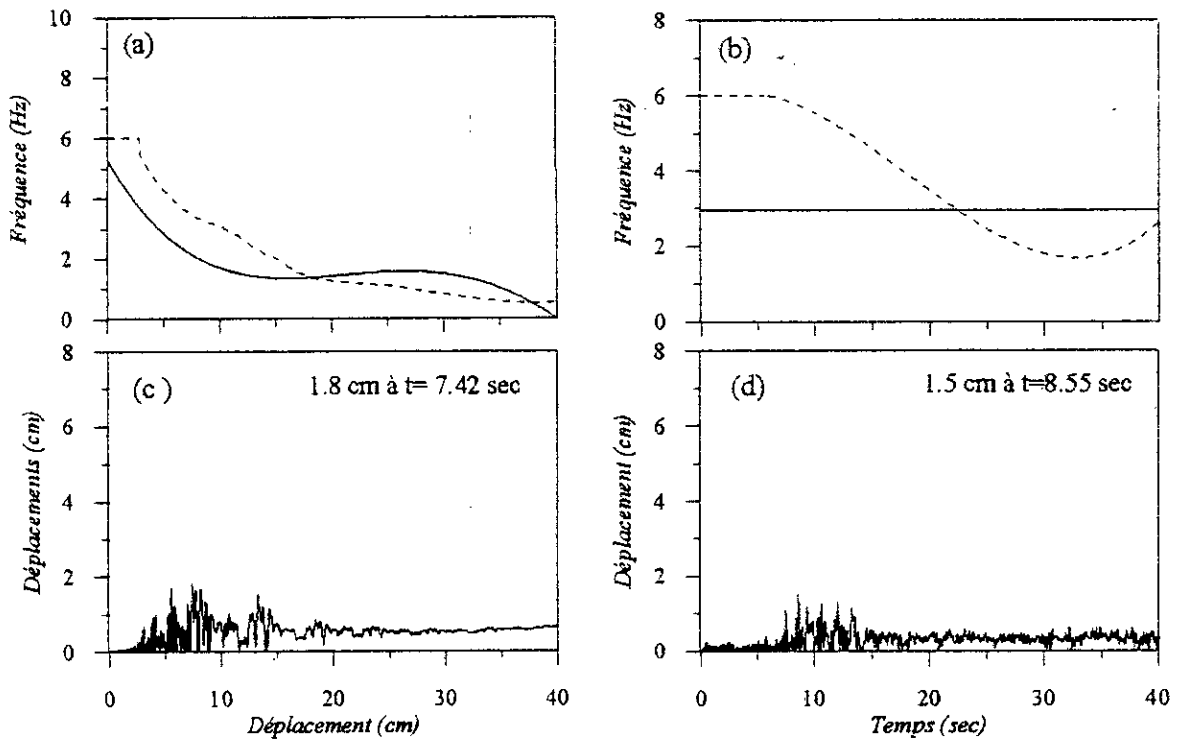 (a)
10
8
6
4
2
0
Fréquence (Hz)
(b)
8
6
4
2
0
Fréquence (Hz)
(c )
1.8 cm à t= 7.42 sec
8
6
4
2
0
Déplacements (cm)
0 10 20 30 40
Déplacement (cm)
(d)
1.5 cm à t=8.55 sec
8
6
4
2
0
Déplacement (cm)
0 10 20 30 40
Temps (sec)